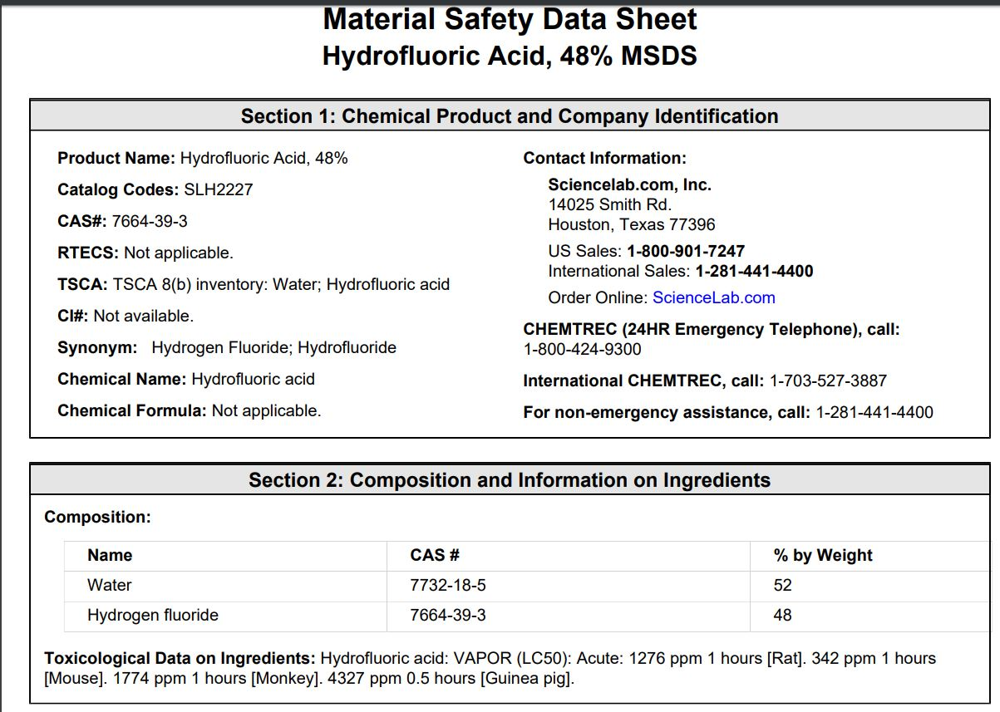 Material Safety Data Sheet
Hydrofluoric Acid, 48% MSDS
Section 1: Chemical Product and Company Identification
Product Name: Hydrofluoric Acid, 48%
Catalog Codes: SLH2227
CAS#: 7664-39-3
RTECS: Not applicable.
TSCA: TSCA 8(b) inventory: Water; Hydrofluoric acid
CI#: Not available.
Synonym: Hydrogen Fluoride; Hydrofluoride
Chemical Name: Hydrofluoric acid
Chemical Formula: Not applicable.
Contact Information:
Sciencelab.com, Inc.
14025 Smith Rd.
Houston, Texas 77396
US Sales: 1-800-901-7247
International Sales: 1-281-441-4400
Order Online: ScienceLab.com
CHEMTREC (24HR Emergency Telephone), call:
1-800-424-9300
International CHEMTREC, call: 1-703-527-3887
For non-emergency assistance, call: 1-281-441-4400
Section 2: Composition and Information on Ingredients
Composition:
Name CAS # % by Weight
Water 7732-18-5 52
Hydrogen fluoride 7664-39-3 48
Toxicological Data on Ingredients: Hydrofluoric acid: VAPOR (LC50): Acute: 1276 ppm 1 hours [Rat]. 342 ppm 1 hours
[Mouse]. 1774 ppm 1 hours [Monkey]. 4327 ppm 0.5 hours [Guinea pig].